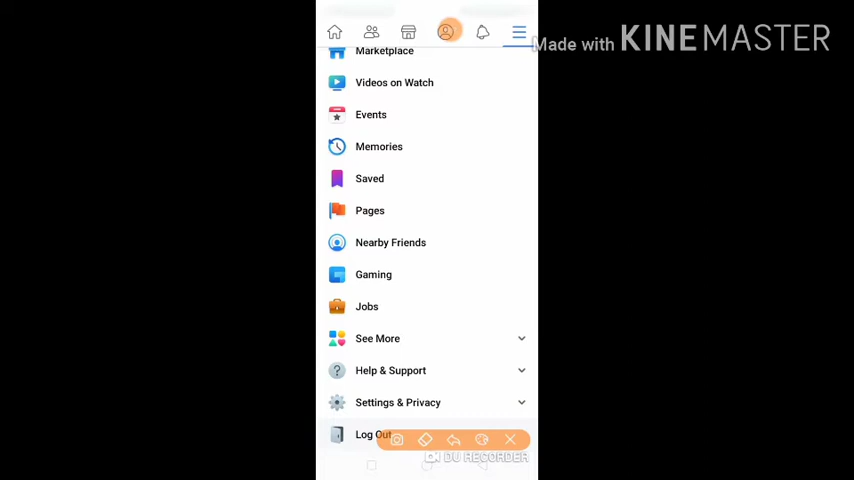 Made with KINEMASTER
Marketplace
Videos on Watch
Events
Memories
Saved
Pages
Nearby Friends
Gaming
Jobs
See More
Help & Support
Settings & Privacy
Log Out
DU RECORDER